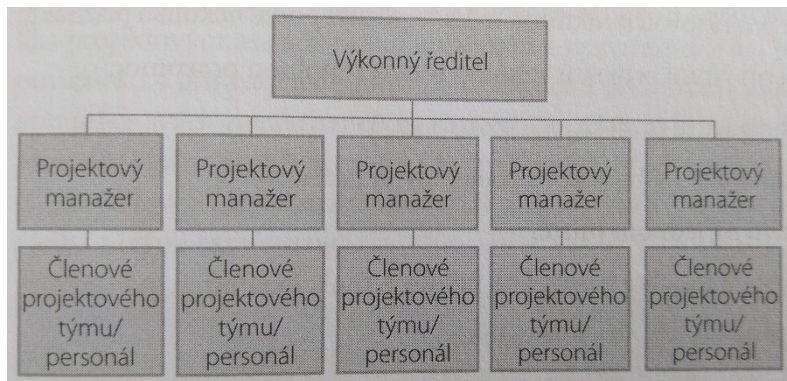 Výkonný ředitel
Projektový
manažer
Projektový
manažer
Projektový
manažer
Projektový
manažer
Projektový
manažer
Členové
projektového
týmu/
personál
Členové
projektového
týmu/
personál
Členové
projektového
týmu/
personál
Členové
projektového
týmu/
personál
Členové
projektového
týmu/
personál